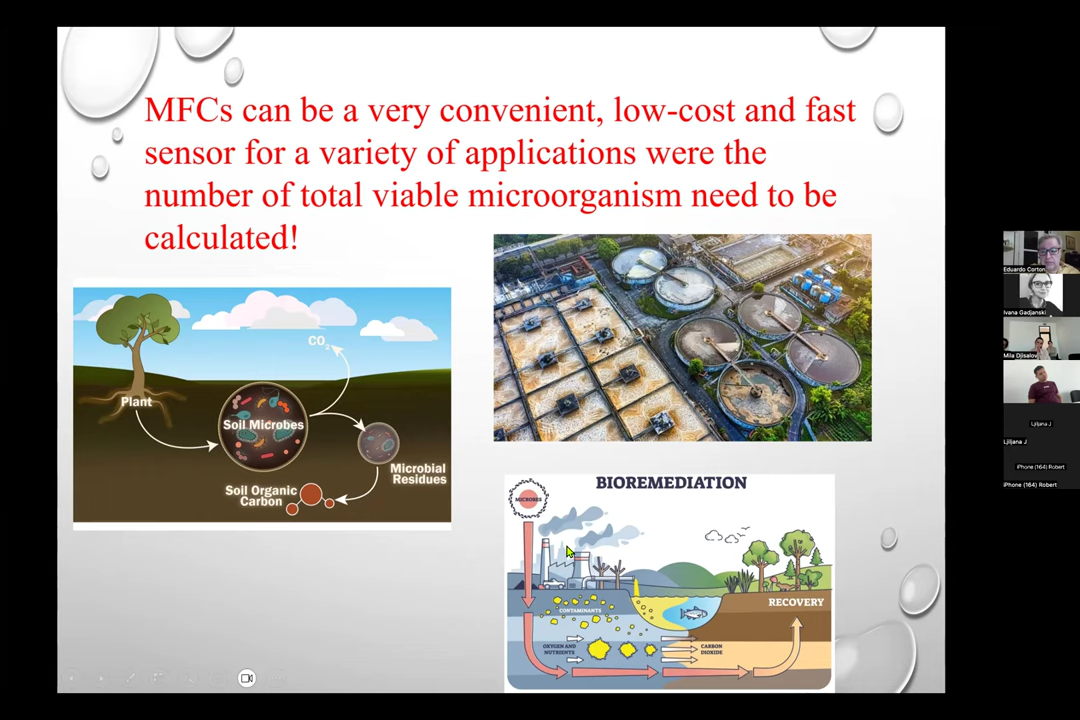 MFCs can be a very convenient, low-cost and fast
sensor for a variety of applications were the
number of total viable microorganism need to be
calculated!
CO2
Plant
Soil Microbes
Microbial
Residues
Soil Organic
Carbon
BIOREMEDIATION
MICROBES
CONTAMINANTS
RECOVERY
OXYGEN AND
NUTRIENTS
CARBON
DIOXIDE
Eduardo Corton
Ivana Gadjanski
Mila Djisalov
Ljiljana J
Ljiljana J
iPhone (164) Robert
iPhone (164) Robert